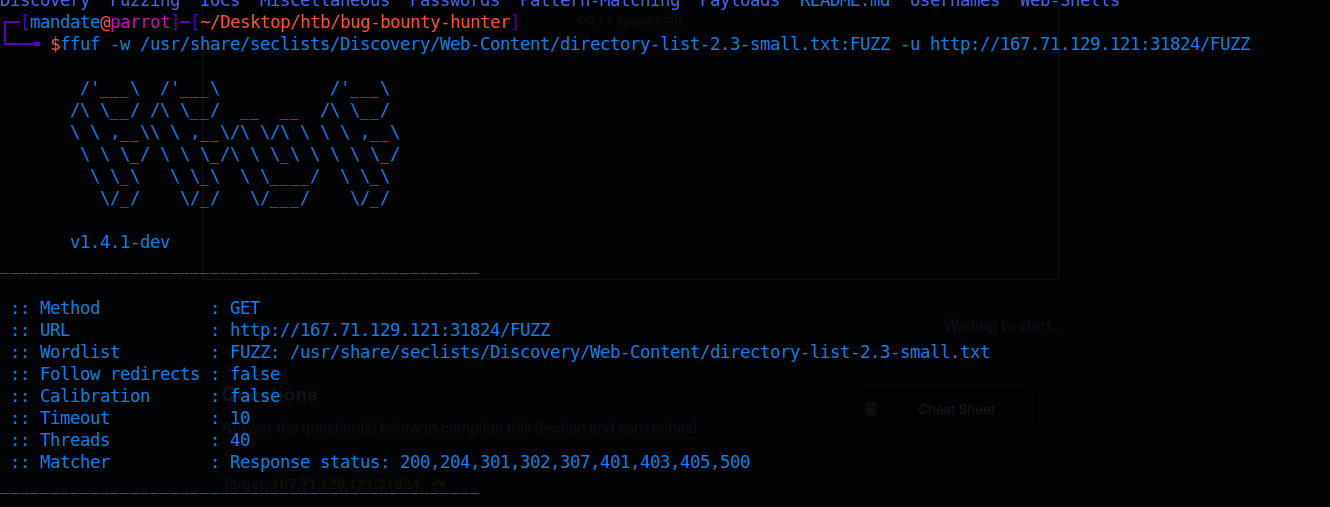 Discovery Fuzzing IOCs Miscellaneous Passwords Pattern-Matching Payloads README.md Usernames Web-Shells
∞ / 1 spawns left
┌─[mandate@parrot]─[~/Desktop/htb/bug-bounty-hunter]
└──╼ $ffuf -w /usr/share/seclists/Discovery/Web-Content/directory-list-2.3-small.txt:FUZZ -u http://167.71.129.121:31824/FUZZ
        /'___\  /'___\           /'___\
       /\ \__/ /\ \__/  __  __  /\ \__/
       \ \ ,__\\ \ ,__\/\ \/\ \ \ \ ,__\
        \ \ \_/ \ \ \_/\ \ \_\ \ \ \ \_/
         \ \_\   \ \_\  \ \____/  \ \_\
          \/_/    \/_/   \/___/    \/_/
       v1.4.1-dev
________________________________________________
 :: Method           : GET
 :: URL              : http://167.71.129.121:31824/FUZZ
Waiting to start...
 :: Wordlist         : FUZZ: /usr/share/seclists/Discovery/Web-Content/directory-list-2.3-small.txt
 :: Follow redirects : false
 :: Calibration      : false
Cheat Sheet
 :: Timeout          : 10
Answer the question(s) below to complete this Section and earn cubes!
 :: Threads          : 40
 :: Matcher          : Response status: 200,204,301,302,307,401,403,405,500
Target: 167.71.129.121:31824
________________________________________________